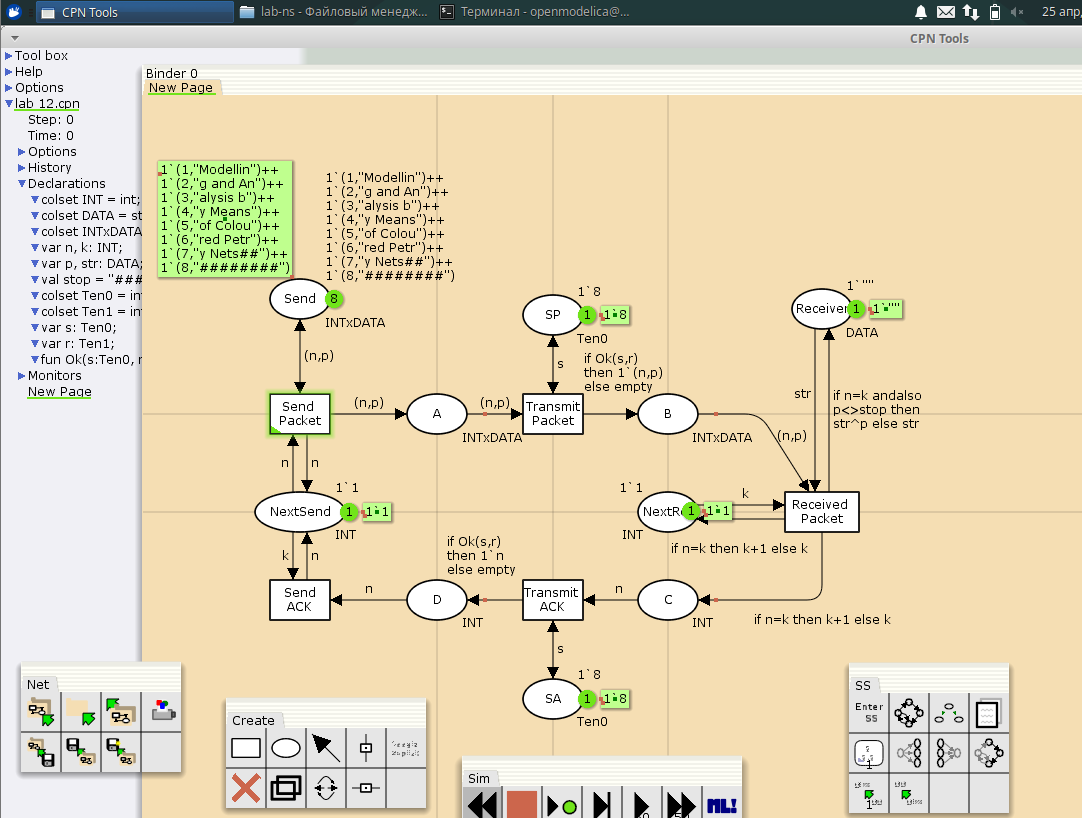 CPN Tools
lab-ns - Файловый менедж...
Терминал - openmodelica@...
25 апр,
CPN Tools
Tool box
Help
Options
lab_12.cpn
Step: 0
Time: 0
Options
History
Declarations
colset INT = int;
colset DATA = st
colset INTxDATA
var n, k: INT;
var p, str: DATA;
val stop = "###
colset Ten0 = in
colset Ten1 = in
var s: Ten0;
var r: Ten1;
fun Ok(s:Ten0, r
Monitors
New Page
Binder 0
New Page
1`(1,"Modellin")++
1`(2,"g and An")++
1`(3,"alysis b")++
1`(4,"y Means")++
1`(5,"of Colou")++
1`(6,"red Petr")++
1`(7,"y Nets##")++
1`(8,"########")
1`(1,"Modellin")++
1`(2,"g and An")++
1`(3,"alysis b")++
1`(4,"y Means")++
1`(5,"of Colou")++
1`(6,"red Petr")++
1`(7,"y Nets##")++
1`(8,"########")
Send
8
INTxDATA
(n,p)
1`8
SP
1
1`8
Ten0
s
if Ok(s,r)
then 1`(n,p)
else empty
1`""
Receiver
1
1`""
DATA
str
if n=k andalso
p<>stop then
str^p else str
Send
Packet
(n,p)
A
INTxDATA
(n,p)
Transmit
Packet
B
INTxDATA
(n,p)
n
n
1`1
NextSend
1
1`1
INT
1`1
NextRe
1
1`1
INT
k
Received
Packet
if n=k then k+1 else k
k
n
if Ok(s,r)
then 1`n
else empty
Send
ACK
n
D
INT
Transmit
ACK
n
C
INT
if n=k then k+1 else k
s
1`8
SA
1
1`8
Ten0
Net
Create
Sim
ML!
SS
Enter
SS
1
1